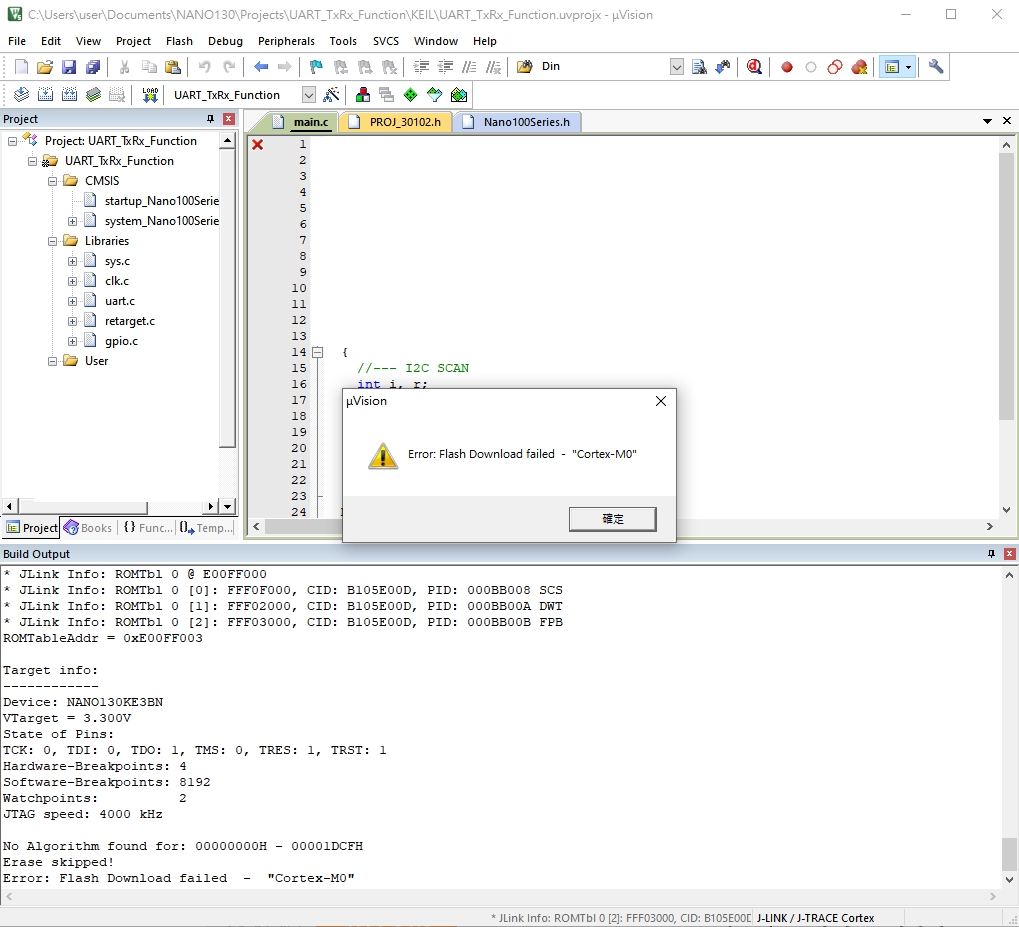 C:\Users\user\Documents\NANO130\Projects\UART_TxRx_Function\KEIL\UART_TxRx_Function.uvprojx - µVision
File Edit View Project Flash Debug Peripherals Tools SVCS Window Help
Din
LOAD UART_TxRx_Function
Project
main.c PROJ_30102.h Nano100Series.h
Project: UART_TxRx_Function
UART_TxRx_Function
CMSIS
startup_Nano100Serie
system_Nano100Serie
Libraries
sys.c
clk.c
uart.c
retarget.c
gpio.c
User
Project Books {} Func... Temp...
1
2
3
4
5
6
7
8
9
10
11
12
13
14 {
15 //--- I2C SCAN
16 int i, r;
17
18
19
20
21
22
23
24
µVision
Error: Flash Download failed - "Cortex-M0"
確定
Build Output
* JLink Info: ROMTbl 0 @ E00FF000
* JLink Info: ROMTbl 0 [0]: FFF0F000, CID: B105E00D, PID: 000BB008 SCS
* JLink Info: ROMTbl 0 [1]: FFF02000, CID: B105E00D, PID: 000BB00A DWT
* JLink Info: ROMTbl 0 [2]: FFF03000, CID: B105E00D, PID: 000BB00B FPB
ROMTableAddr = 0xE00FF003
Target info:
------------
Device: NANO130KE3BN
VTarget = 3.300V
State of Pins:
TCK: 0, TDI: 0, TDO: 1, TMS: 0, TRES: 1, TRST: 1
Hardware-Breakpoints: 4
Software-Breakpoints: 8192
Watchpoints: 2
JTAG speed: 4000 kHz
No Algorithm found for: 00000000H - 00001DCFH
Erase skipped!
Error: Flash Download failed - "Cortex-M0"
* JLink Info: ROMTbl 0 [2]: FFF03000, CID: B105E00D J-LINK / J-TRACE Cortex